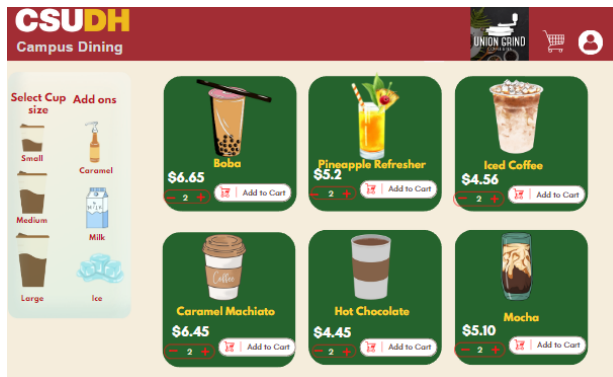 CSUDH
Campus Dining
UNION GRIND
Select Cup size
Add ons
Small
Caramel
Medium
Milk
Large
Ice
Boba
$6.65
- 2 +
Add to Cart
Pineapple Refresher
$5.2
- 2 +
Add to Cart
Iced Coffee
$4.56
- 2 +
Add to Cart
Coffee
Caramel Machiato
$6.45
- 2 +
Add to Cart
Hot Chocolate
$4.45
- 2 +
Add to Cart
Mocha
$5.10
- 2 +
Add to Cart